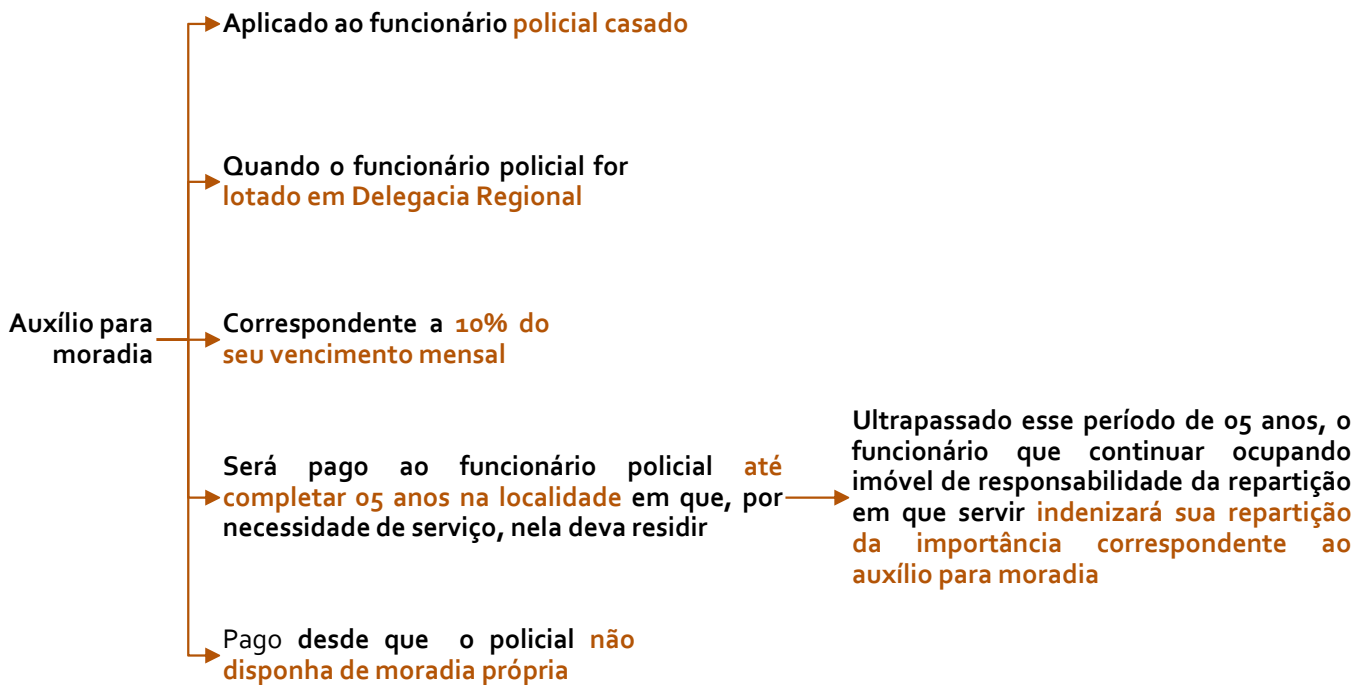 Aplicado ao funcionário policial casado
Quando o funcionário policial for
lotado em Delegacia Regional
Auxílio para
moradia
Correspondente a 10% do
seu vencimento mensal
Será pago ao funcionário policial até
completar 05 anos na localidade em que, por
necessidade de serviço, nela deva residir
Ultrapassado esse período de 05 anos, o
funcionário que continuar ocupando
imóvel de responsabilidade da repartição
em que servir indenizará sua repartição
da importância correspondente ao
auxílio para moradia
Pago desde que o policial não
disponha de moradia própria